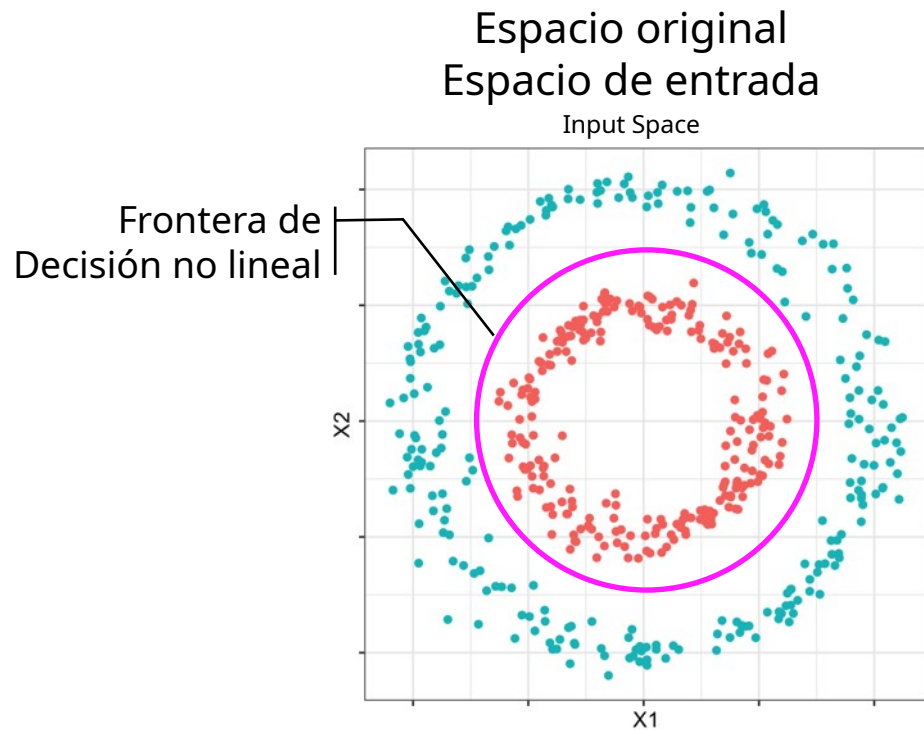 Espacio original
Espacio de entrada
Input Space
Frontera de
Decisión no lineal
X2
X1